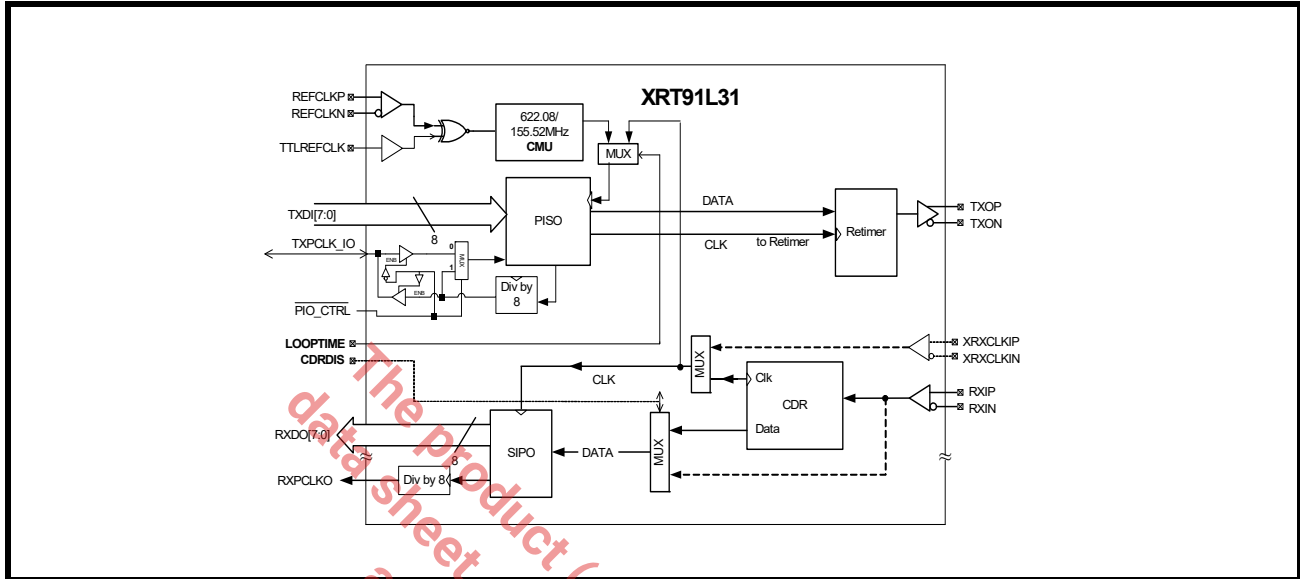 XRT91L31
REFCLKP
REFCLKN
TTLREFCLK
622.08/
155.52MHz
CMU
MUX
TXDI[7:0]
8
PISO
DATA
CLK
to Retimer
Retimer
TXOP
TXON
TXPCLK_IO
ENB
0
MUX
1
ENB
Div by
8
PIO_CTRL
LOOPTIME
CDRDIS
XRXCLKIP
XRXCLKIN
MUX
CLK
Clk
CDR
Data
RXIP
RXIN
RXDO[7:0]
8
SIPO
DATA
MUX
RXPCLKO
Div by 8
The product (
data sheet